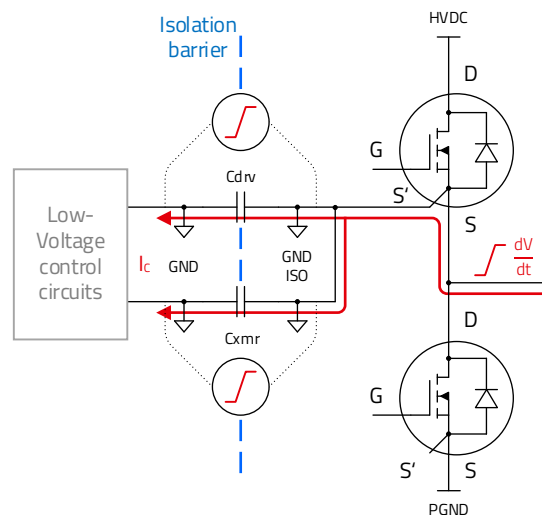 Isolation
barrier
HVDC
D
G
Cdrv
S'
S
Low-
Voltage
control
circuits
Ic
GND
GND
ISO
dV
dt
D
Cxmr
G
S'
S
PGND